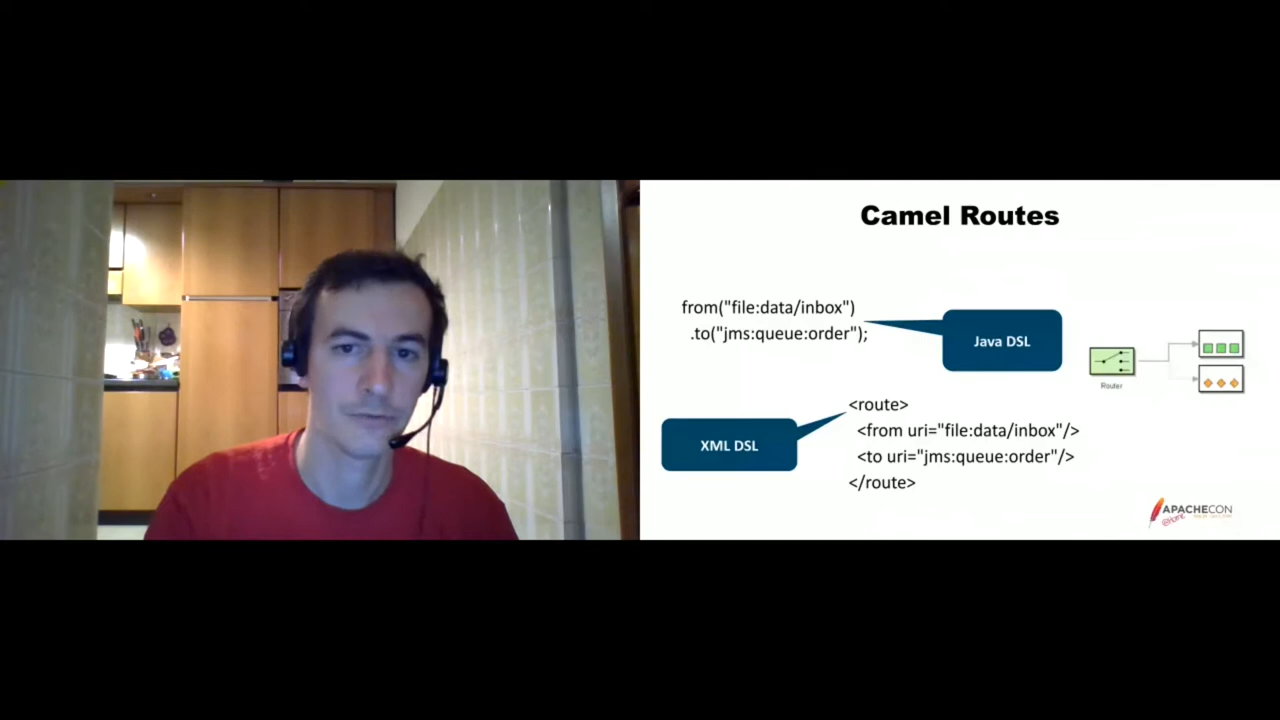 Camel Routes
from("file:data/inbox")
.to("jms:queue:order");
Java DSL
Router
XML DSL
<route>
<from uri="file:data/inbox"/>
<to uri="jms:queue:order"/>
</route>
APACHECON
@Home